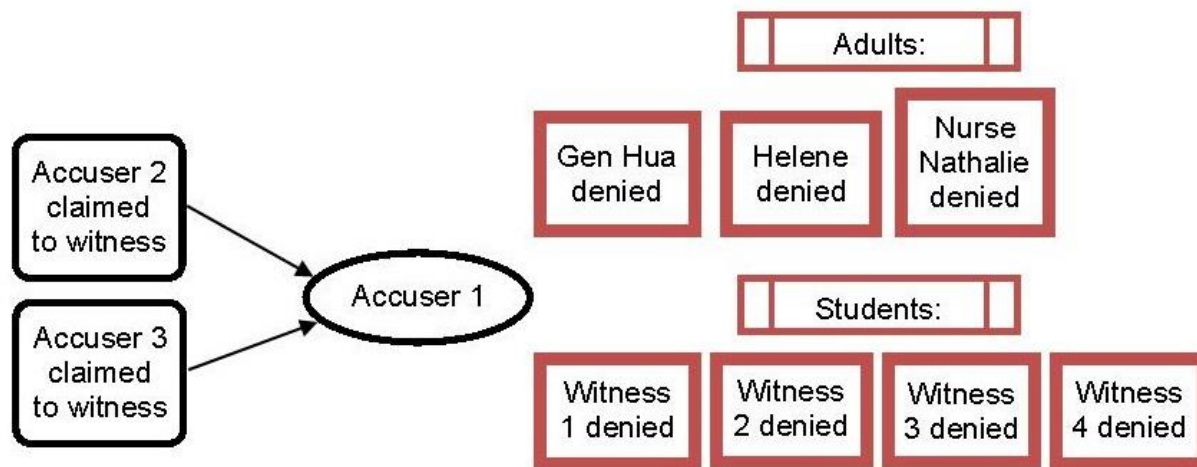 Adults:
Gen Hua
denied
Helene
denied
Nurse
Nathalie
denied
Accuser 2
claimed
to witness
Accuser 1
Accuser 3
claimed
to witness
Students:
Witness
1 denied
Witness
2 denied
Witness
3 denied
Witness
4 denied